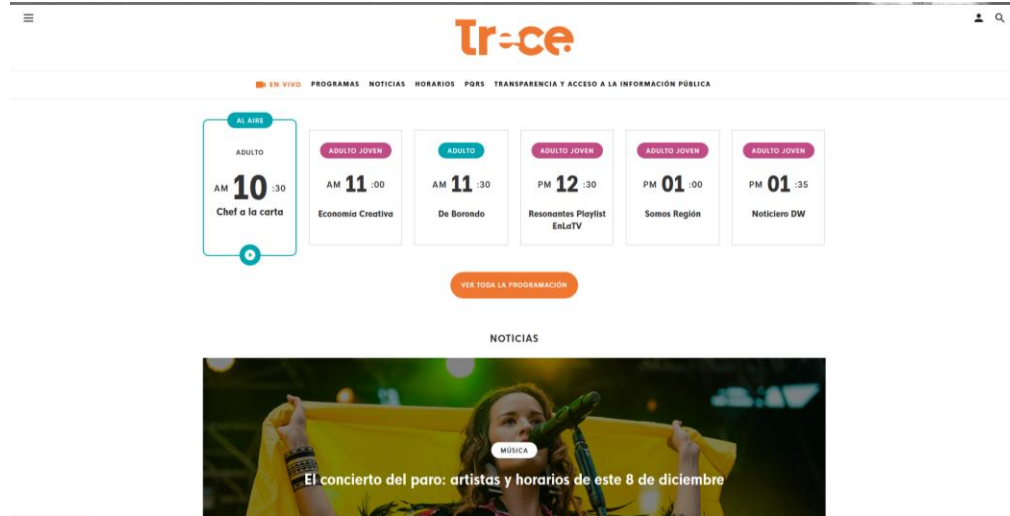 Trece
EN VIVO PROGRAMAS NOTICIAS HORARIOS PQRS TRANSPARENCIA Y ACCESO A LA INFORMACIÓN PÚBLICA
AL AIRE
ADULTO
AM 10 :30
Chef a la carta
ADULTO JOVEN
AM 11 :00
Economía Creativa
ADULTO
AM 11 :30
De Borondo
ADULTO JOVEN
PM 12 :30
Resonantes Playlist
EnLaTV
ADULTO JOVEN
PM 01 :00
Somos Región
ADULTO JOVEN
PM 01 :35
Noticiero DW
VER TODA LA PROGRAMACIÓN
NOTICIAS
MÚSICA
El concierto del paro: artistas y horarios de este 8 de diciembre